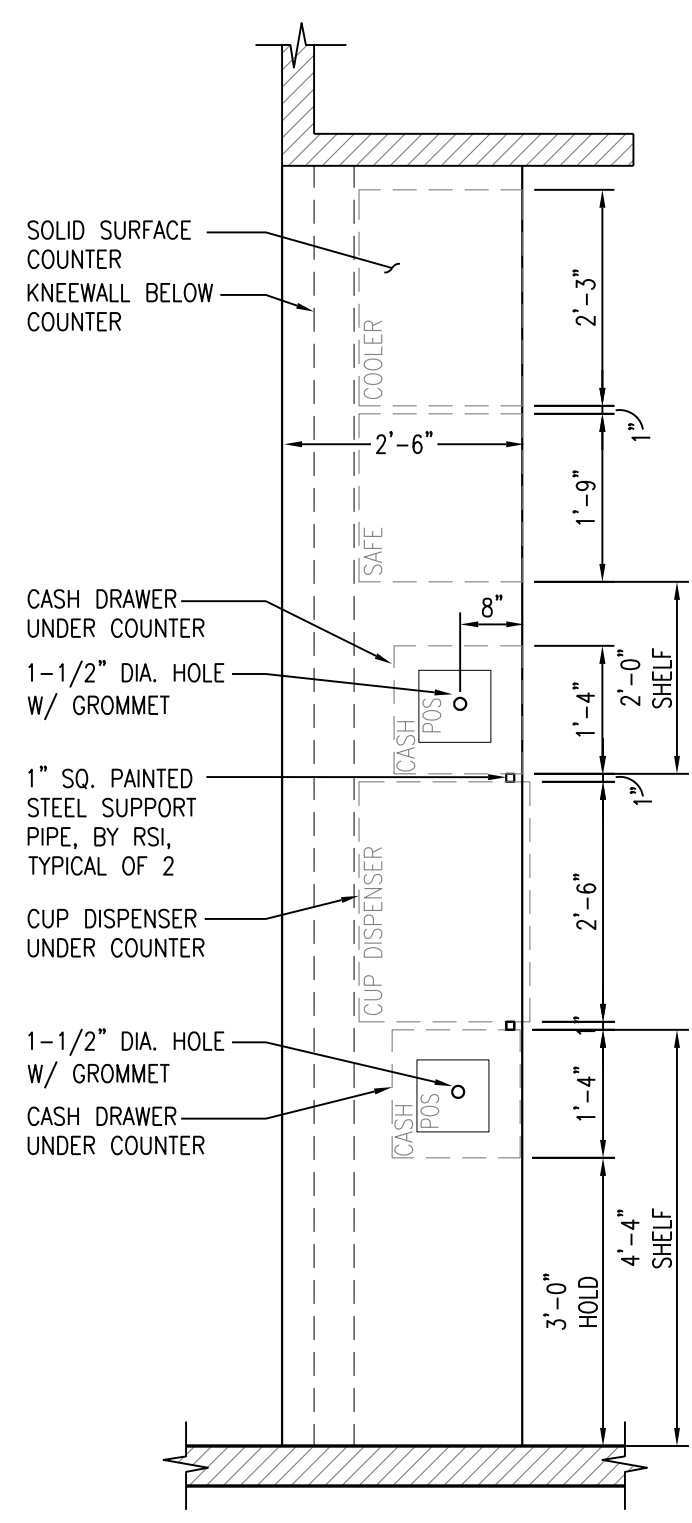 SOLID SURFACE
COUNTER
KNEEWALL BELOW
COUNTER
COOLER
2'-3"
2'-6"
1"
SAFE
1'-9"
CASH DRAWER
UNDER COUNTER
8"
1-1/2" DIA. HOLE
W/ GROMMET
CASH
POS
1'-4"
2'-0"
SHELF
1" SQ. PAINTED
STEEL SUPPORT
PIPE, BY RSI,
TYPICAL OF 2
1"
CUP DISPENSER
UNDER COUNTER
CUP DISPENSER
2'-6"
1"
1-1/2" DIA. HOLE
W/ GROMMET
CASH DRAWER
UNDER COUNTER
CASH
POS
1'-4"
3'-0"
HOLD
4'-4"
SHELF